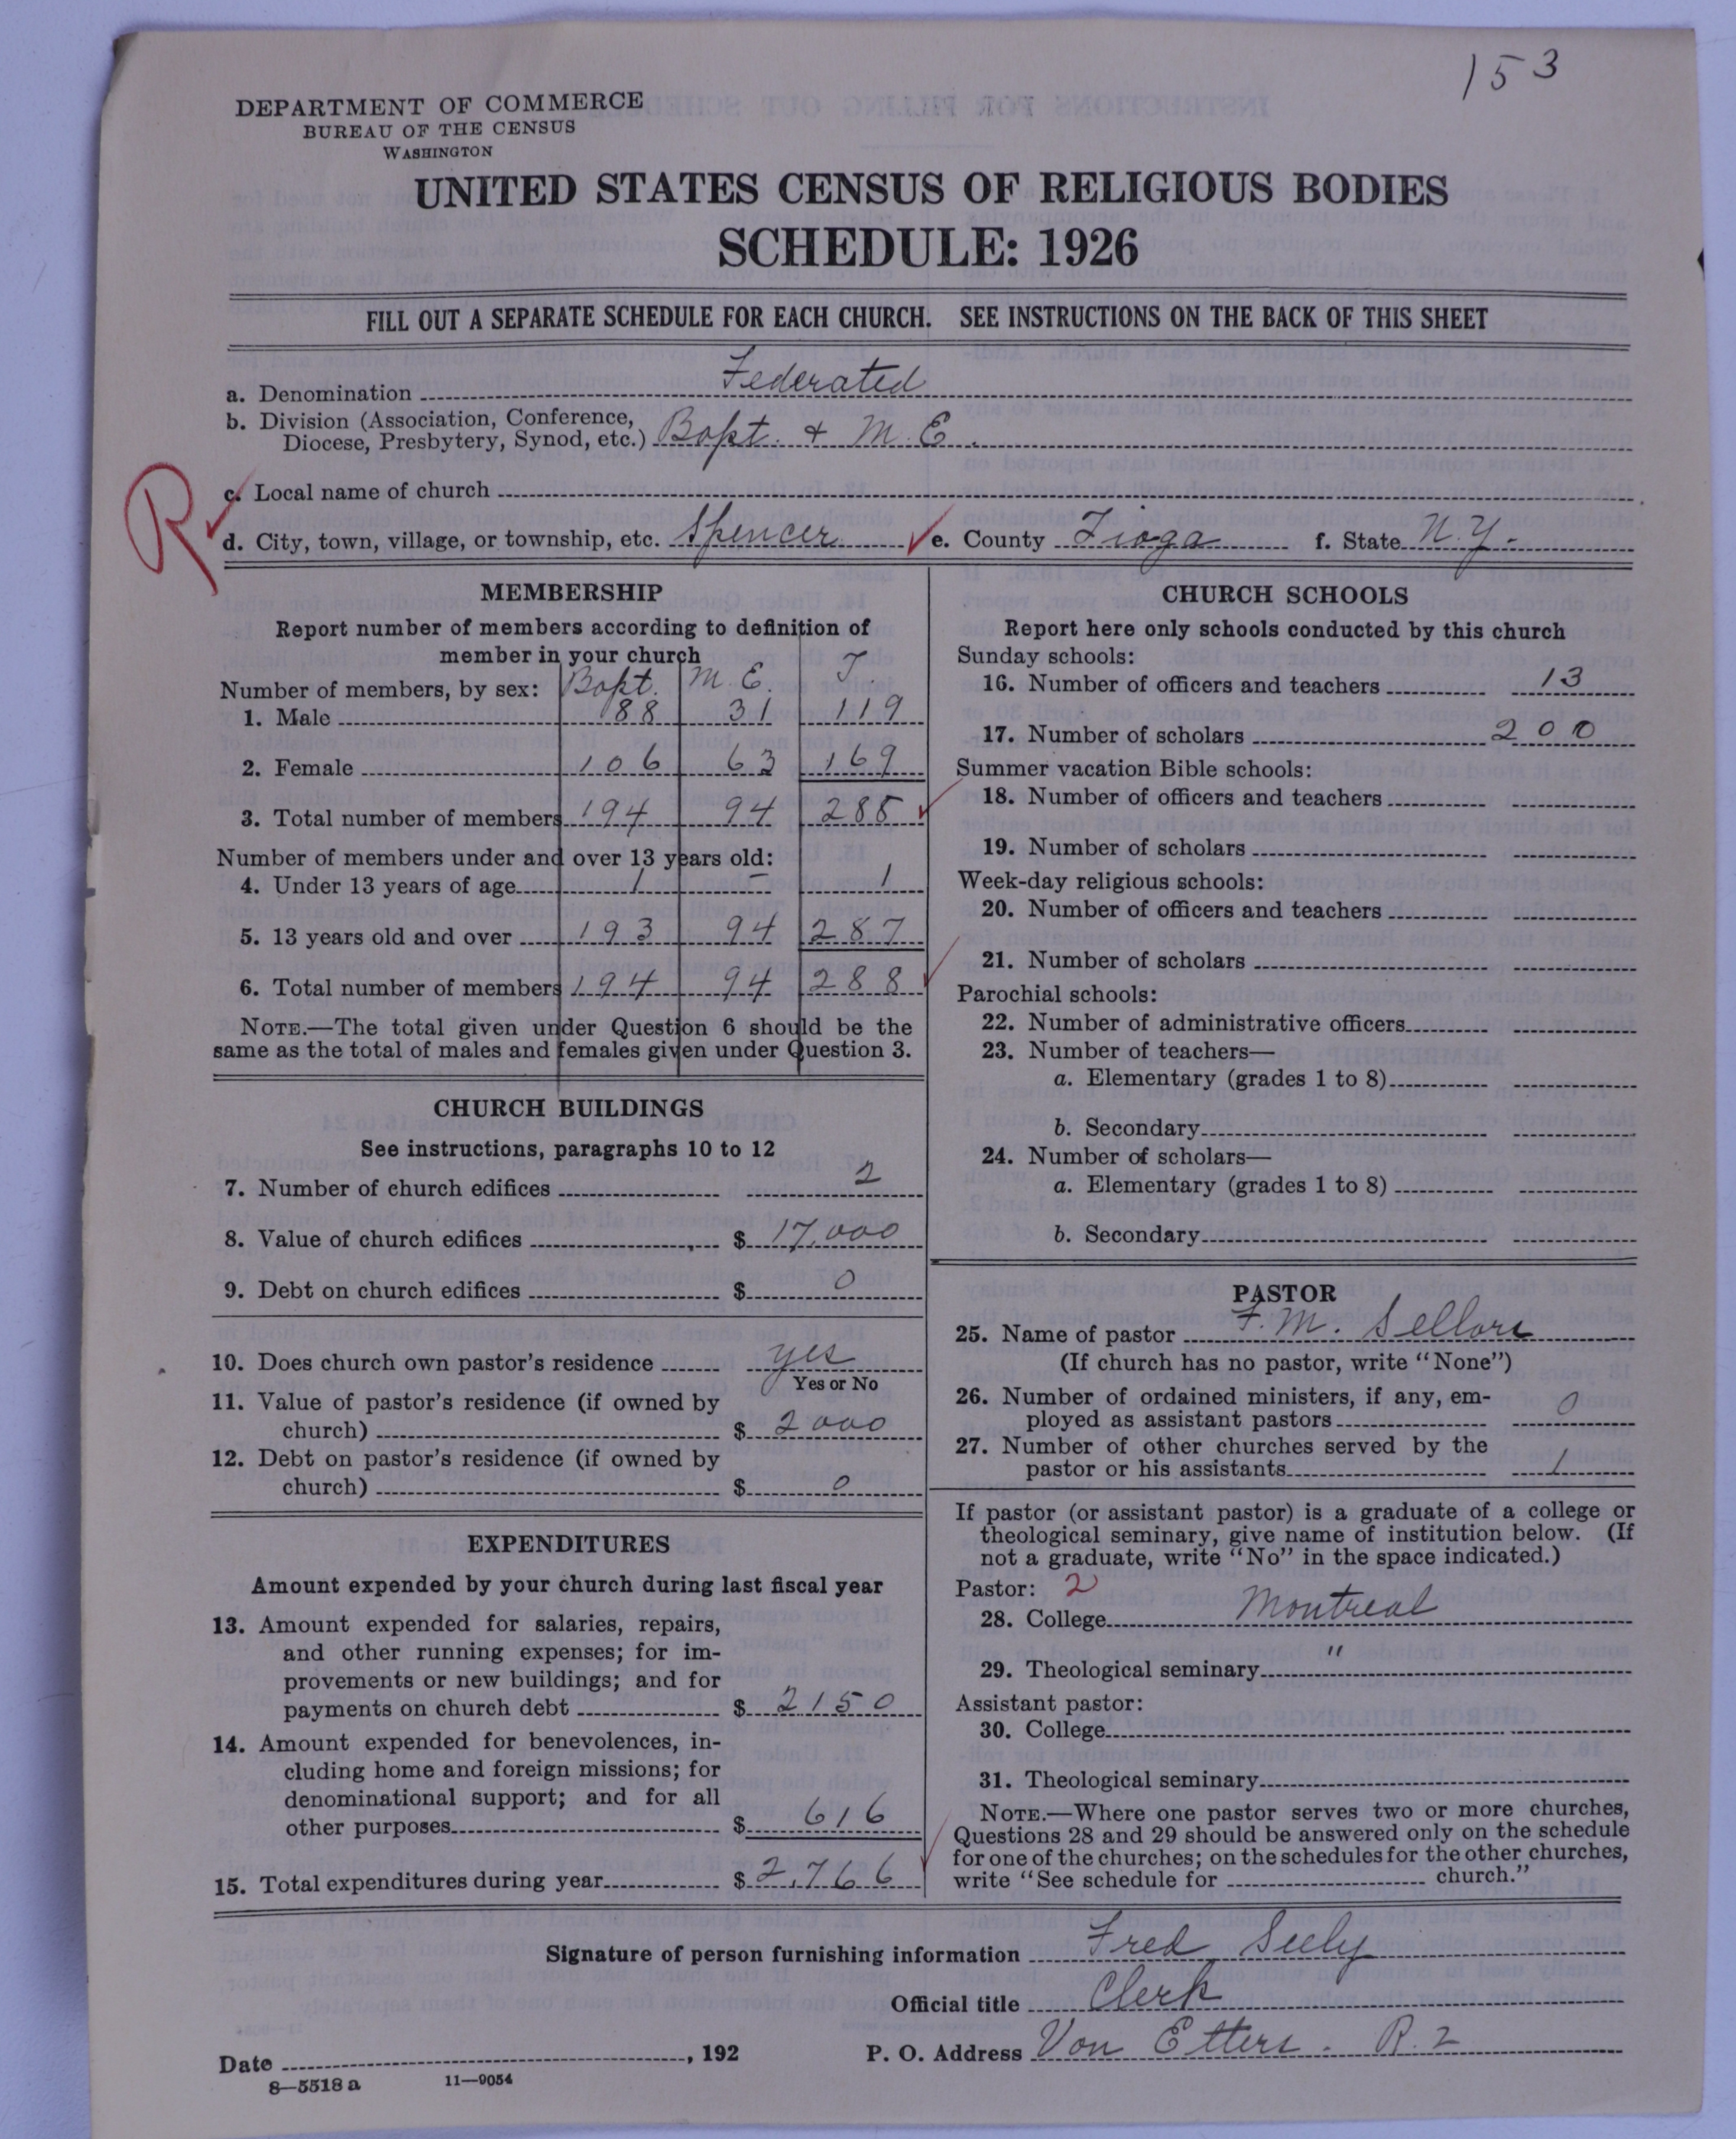 153
DEPARTMENT OF COMMERCE
BUREAU OF THE CENSUS
WASHINGTON
UNITED STATES CENSUS OF RELIGIOUS BODIES
SCHEDULE: 1926
FILL OUT A SEPARATE SCHEDULE FOR EACH CHURCH. SEE INSTRUCTIONS ON THE BACK OF THIS SHEET
a. Denomination Federated
b. Division (Association, Conference,
Diocese, Presbytery, Synod, etc.) Bapt. & M. E.
R
c. Local name of church
d. City, town, village, or township, etc. Spencer e. County Tioga f. State N.Y.
MEMBERSHIP
Report number of members according to definition of
member in your church
Number of members, by sex: Bapt. M. E. T.
1. Male 88 31 119
2. Female 106 63 169
3. Total number of members 194 94 288
Number of members under and over 13 years old:
4. Under 13 years of age 1 - 1
5. 13 years old and over 193 94 287
6. Total number of members 194 94 288
NOTE.—The total given under Question 6 should be the
same as the total of males and females given under Question 3.
CHURCH BUILDINGS
See instructions, paragraphs 10 to 12
7. Number of church edifices 2
8. Value of church edifices $ 17,000
9. Debt on church edifices $ 0
10. Does church own pastor's residence yes
Yes or No
11. Value of pastor's residence (if owned by
church) $ 2000
12. Debt on pastor's residence (if owned by
church) $ 0
EXPENDITURES
Amount expended by your church during last fiscal year
13. Amount expended for salaries, repairs,
and other running expenses; for im-
provements or new buildings; and for
payments on church debt $ 2150
14. Amount expended for benevolences, in-
cluding home and foreign missions; for
denominational support; and for all
other purposes $ 616
15. Total expenditures during year $ 2,766
CHURCH SCHOOLS
Report here only schools conducted by this church
Sunday schools:
16. Number of officers and teachers 13
17. Number of scholars 200
Summer vacation Bible schools:
18. Number of officers and teachers
19. Number of scholars
Week-day religious schools:
20. Number of officers and teachers
21. Number of scholars
Parochial schools:
22. Number of administrative officers
23. Number of teachers—
a. Elementary (grades 1 to 8)
b. Secondary
24. Number of scholars—
a. Elementary (grades 1 to 8)
b. Secondary
PASTOR
25. Name of pastor F. M. Sellars
(If church has no pastor, write "None")
26. Number of ordained ministers, if any, em-
ployed as assistant pastors 0
27. Number of other churches served by the
pastor or his assistants 1
If pastor (or assistant pastor) is a graduate of a college or
theological seminary, give name of institution below. (If
not a graduate, write "No" in the space indicated.)
Pastor: 2
28. College Montreal
29. Theological seminary "
Assistant pastor:
30. College
31. Theological seminary
NOTE.—Where one pastor serves two or more churches,
Questions 28 and 29 should be answered only on the schedule
for one of the churches; on the schedules for the other churches,
write "See schedule for church."
Signature of person furnishing information Fred Seely
Official title Clerk
Date , 192 P. O. Address Van Etten. R. 2
8—5518 a 11—9054